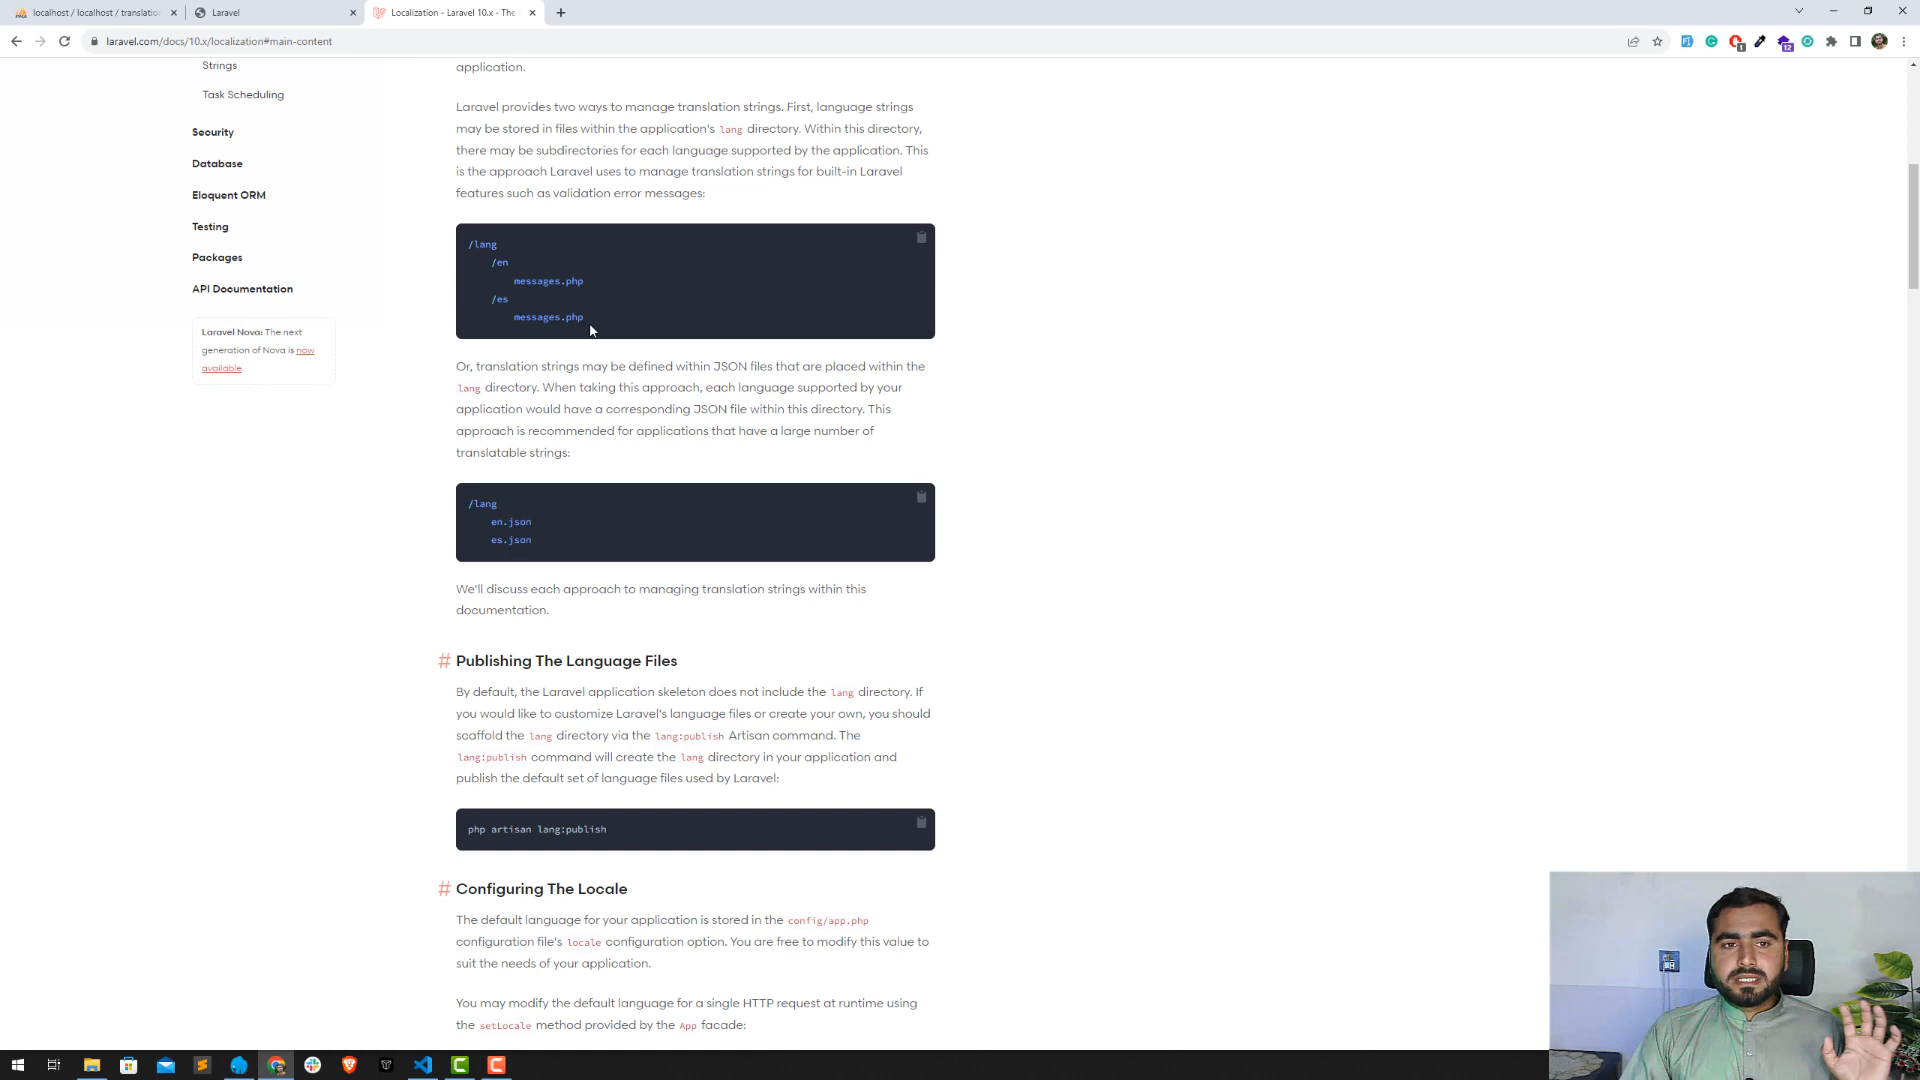 localhost / localhost / translatio
Laravel
Localization - Laravel 10.x - The
laravel.com/docs/10.x/localization#main-content
1
12
Strings
Task Scheduling
Security
Database
Eloquent ORM
Testing
Packages
API Documentation
Laravel Nova: The next
generation of Nova is now
available.
application.
Laravel provides two ways to manage translation strings. First, language strings
may be stored in files within the application's lang directory. Within this directory,
there may be subdirectories for each language supported by the application. This
is the approach Laravel uses to manage translation strings for built-in Laravel
features such as validation error messages:
/lang
/en
messages.php
/es
messages.php
Or, translation strings may be defined within JSON files that are placed within the
lang directory. When taking this approach, each language supported by your
application would have a corresponding JSON file within this directory. This
approach is recommended for applications that have a large number of
translatable strings:
/lang
en.json
es.json
We'll discuss each approach to managing translation strings within this
documentation.
# Publishing The Language Files
By default, the Laravel application skeleton does not include the lang directory. If
you would like to customize Laravel's language files or create your own, you should
scaffold the lang directory via the lang:publish Artisan command. The
lang:publish command will create the lang directory in your application and
publish the default set of language files used by Laravel:
php artisan lang:publish
# Configuring The Locale
The default language for your application is stored in the config/app.php
configuration file's locale configuration option. You are free to modify this value to
suit the needs of your application.
You may modify the default language for a single HTTP request at runtime using
the setLocale method provided by the App facade: